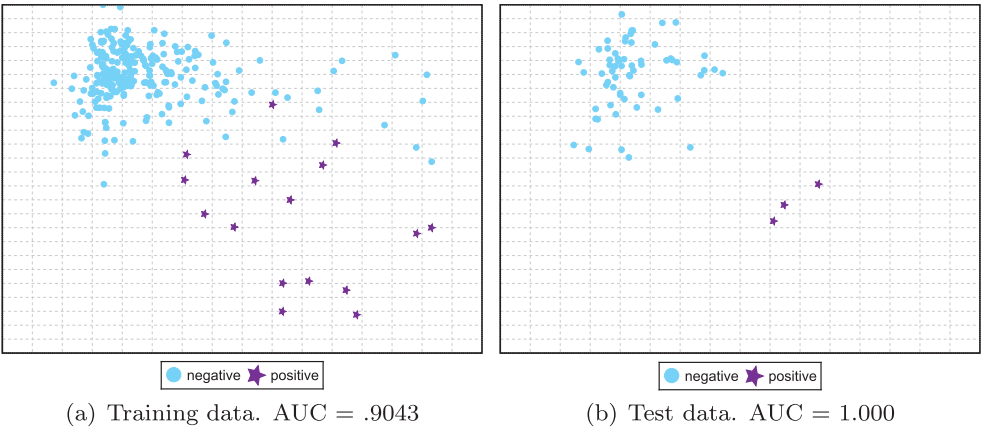 negative positive
(a) Training data. AUC = .9043
negative positive
(b) Test data. AUC = 1.000